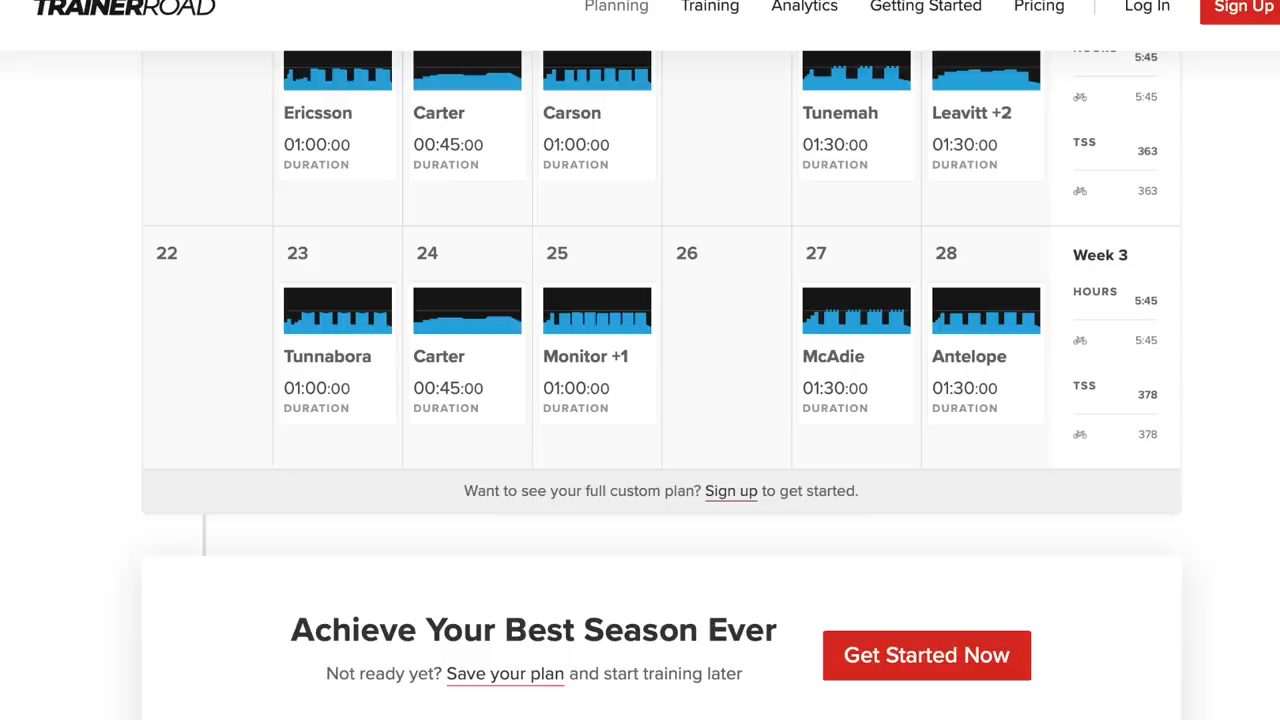 TRAINERROAD Planning Training Analytics Getting Started Pricing Log In Sign Up
HOURS 5:45
5:45
TSS 363
363
Ericsson Carter Carson Tunemah Leavitt +2
01:00:00 00:45:00 01:00:00 01:30:00 01:30:00
DURATION DURATION DURATION DURATION DURATION
22 23 24 25 26 27 28 Week 3
HOURS 5:45
5:45
TSS 378
378
Tunnabora Carter Monitor +1 McAdie Antelope
01:00:00 00:45:00 01:00:00 01:30:00 01:30:00
DURATION DURATION DURATION DURATION DURATION
Want to see your full custom plan? Sign up to get started.
Achieve Your Best Season Ever
Not ready yet? Save your plan and start training later
Get Started Now